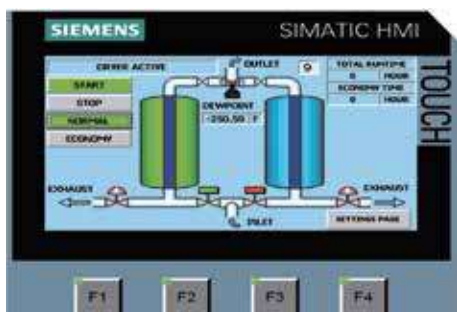 SIEMENS
SIMATIC HMI
TOUCH
DRYER ACTIVE
OUTLET
0
TOTAL RUNTIME
0 HOUR
ECONOMY TIME
0 HOUR
START
STOP
NORMAL
ECONOMY
DEWPOINT
-250.50 F
EXHAUST
EXHAUST
INLET
SETTINGS PAGE
F1
F2
F3
F4